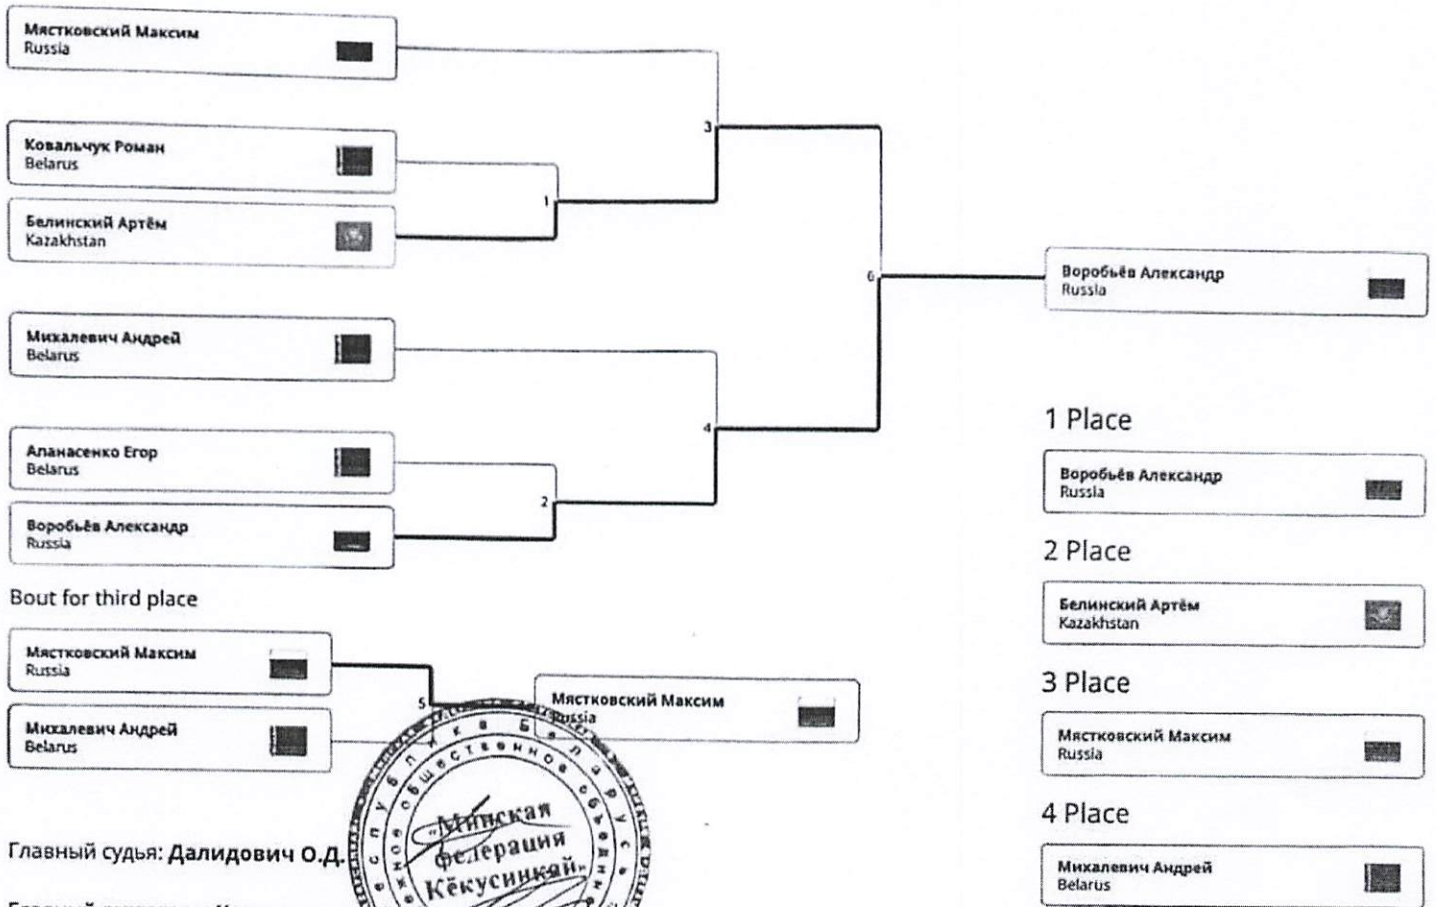 Мястковский Максим
Russia
Ковальчук Роман
Belarus
Белинский Артём
Kazakhstan
Михалевич Андрей
Belarus
Апанасенко Егор
Belarus
Воробьёв Александр
Russia
1
2
3
4
6
Воробьёв Александр
Russia
Bout for third place
Мястковский Максим
Russia
Михалевич Андрей
Belarus
5
Мястковский Максим
Russia
1 Place
Воробьёв Александр
Russia
2 Place
Белинский Артём
Kazakhstan
3 Place
Мястковский Максим
Russia
4 Place
Михалевич Андрей
Belarus
Главный судья: Далидович О.Д.
Беларусь
общественное
"Минская
федерация
Кёкусинкай"